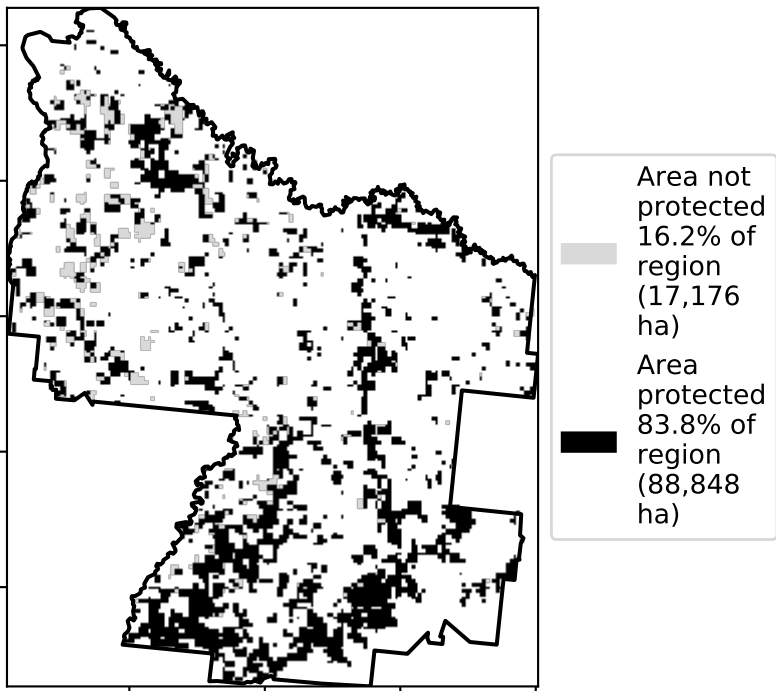 Area not
protected
16.2% of
region
(17,176
ha)
Area
protected
83.8% of
region
(88,848
ha)